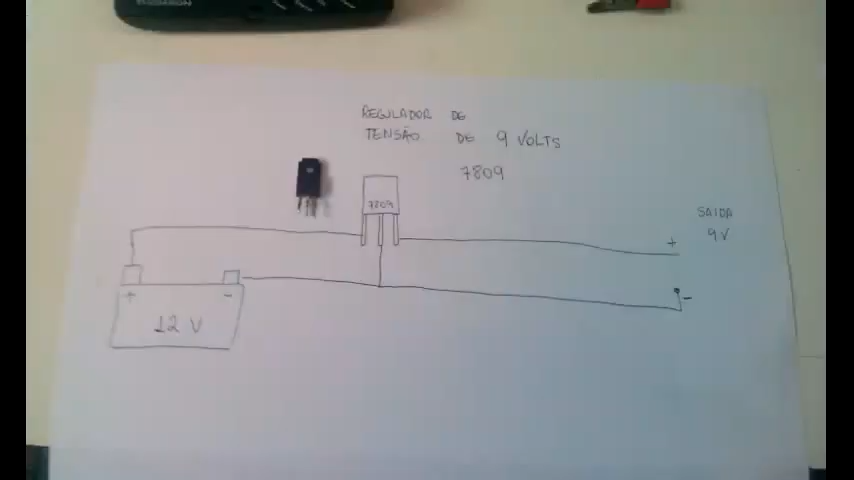 REGULADOR DE
TENSÃO DE 9 VOLTS
7809
7809
SAIDA
9V
+
-
+ -
12 V